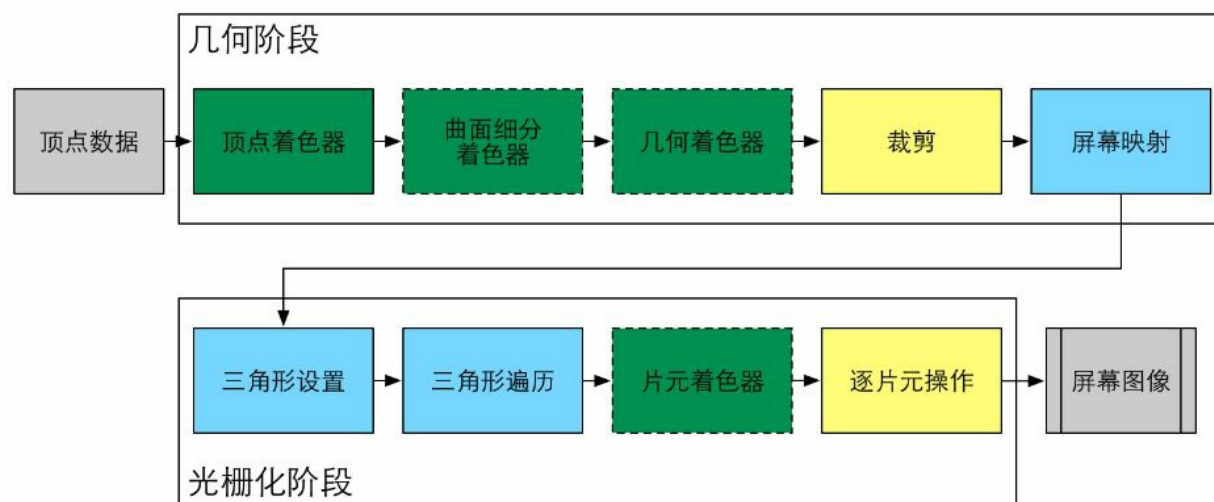 几何阶段
顶点数据
顶点着色器
曲面细分
着色器
几何着色器
裁剪
屏幕映射
三角形设置
三角形遍历
片元着色器
逐片元操作
屏幕图像
光栅化阶段